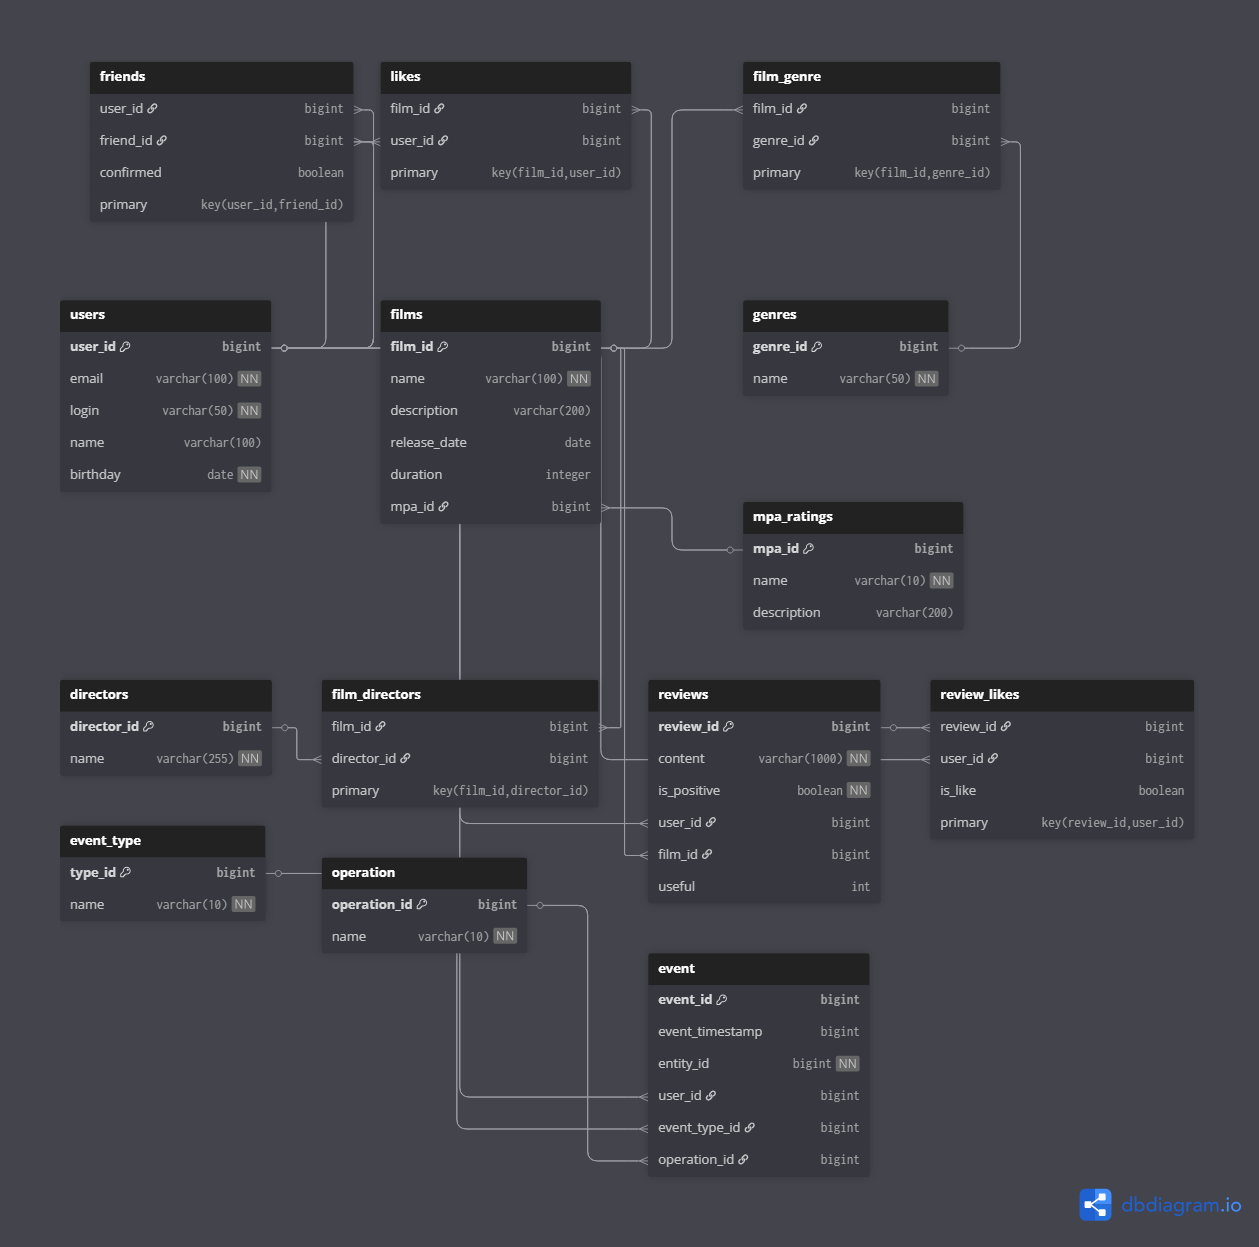 friends
user_id bigint
friend_id bigint
confirmed boolean
primary key(user_id,friend_id)
likes
film_id bigint
user_id bigint
primary key(film_id,user_id)
film_genre
film_id bigint
genre_id bigint
primary key(film_id,genre_id)
users
user_id bigint
email varchar(100) NN
login varchar(50) NN
name varchar(100)
birthday date NN
films
film_id bigint
name varchar(100) NN
description varchar(200)
release_date date
duration integer
mpa_id bigint
genres
genre_id bigint
name varchar(50) NN
mpa_ratings
mpa_id bigint
name varchar(10) NN
description varchar(200)
directors
director_id bigint
name varchar(255) NN
film_directors
film_id bigint
director_id bigint
primary key(film_id,director_id)
reviews
review_id bigint
content varchar(1000) NN
is_positive boolean NN
user_id bigint
film_id bigint
useful int
review_likes
review_id bigint
user_id bigint
is_like boolean
primary key(review_id,user_id)
event_type
type_id bigint
name varchar(10) NN
operation
operation_id bigint
name varchar(10) NN
event
event_id bigint
event_timestamp bigint
entity_id bigint NN
user_id bigint
event_type_id bigint
operation_id bigint
dbdiagram.io